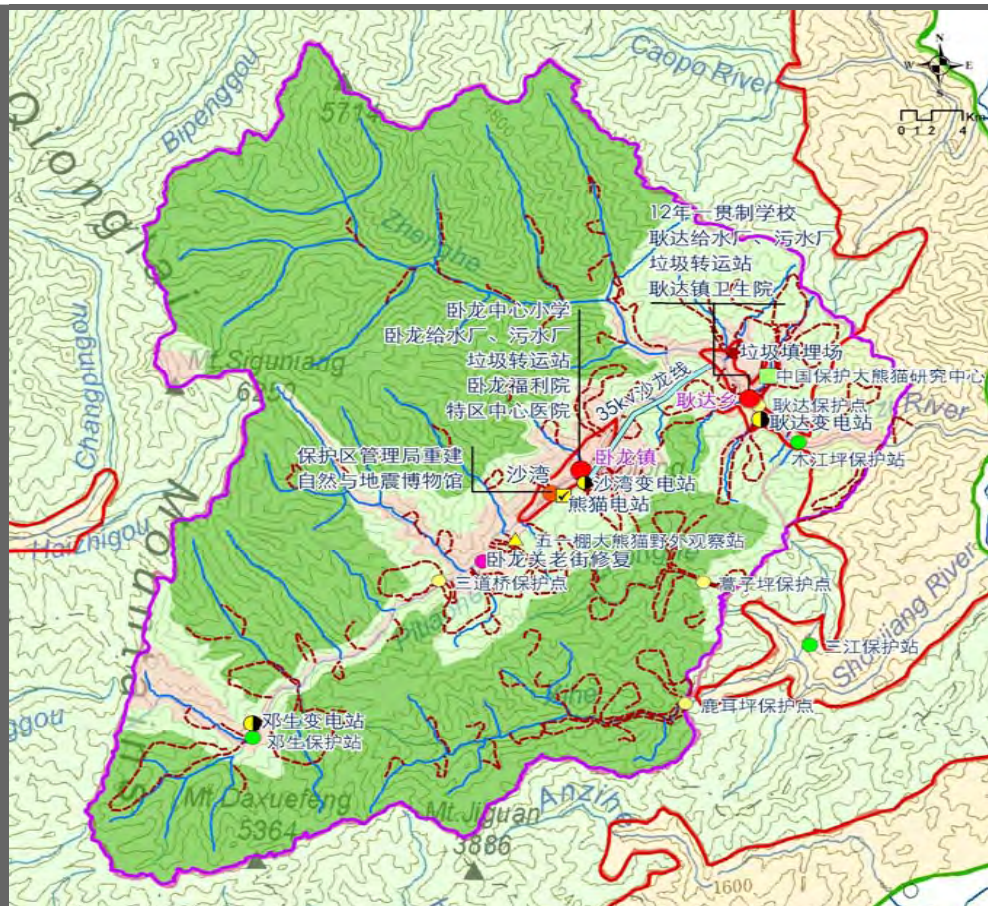 Caopo River
N
W
E
S
Km
0 1 2 4
Bipenggou
5714
Qionglai
Zhenghe
12年一贯制学校
耿达给水厂、污水厂
垃圾转运站
耿达镇卫生院
卧龙中心小学
卧龙给水厂、污水厂
垃圾转运站
卧龙福利院
特区中心医院
35kv沙龙线
垃圾填埋场
中国保护大熊猫研究中心
耿达乡
耿达保护点
River
耿达变电站
木江坪保护站
Mt.Siguniang
6250
Changpinggou
保护区管理局重建
自然与地震博物馆
沙湾
卧龙镇
沙湾变电站
熊猫电站
Haizhigou
五一棚大熊猫野外观察站
卧龙关老街修复
三道桥保护点
蒿子坪保护点
Mountains
三江保护站
Shoujiang River
鹿耳坪保护点
邓生变电站
邓生保护站
Mt.Daxuefeng
5364
Mt.Jiguan
3886
Anzihe
1600